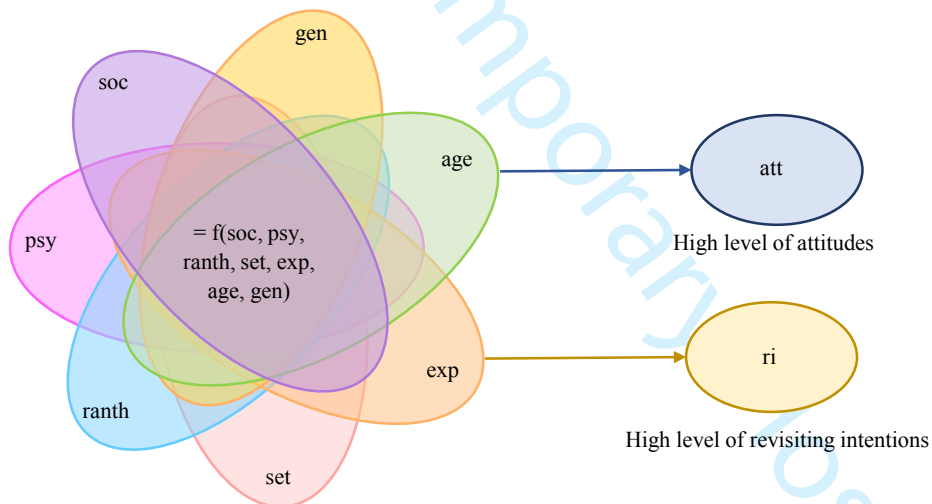 gen
soc
age
att
psy
= f(soc, psy,
ranth, set, exp,
age, gen)
High level of attitudes
exp
ri
ranth
High level of revisiting intentions
set
mporary